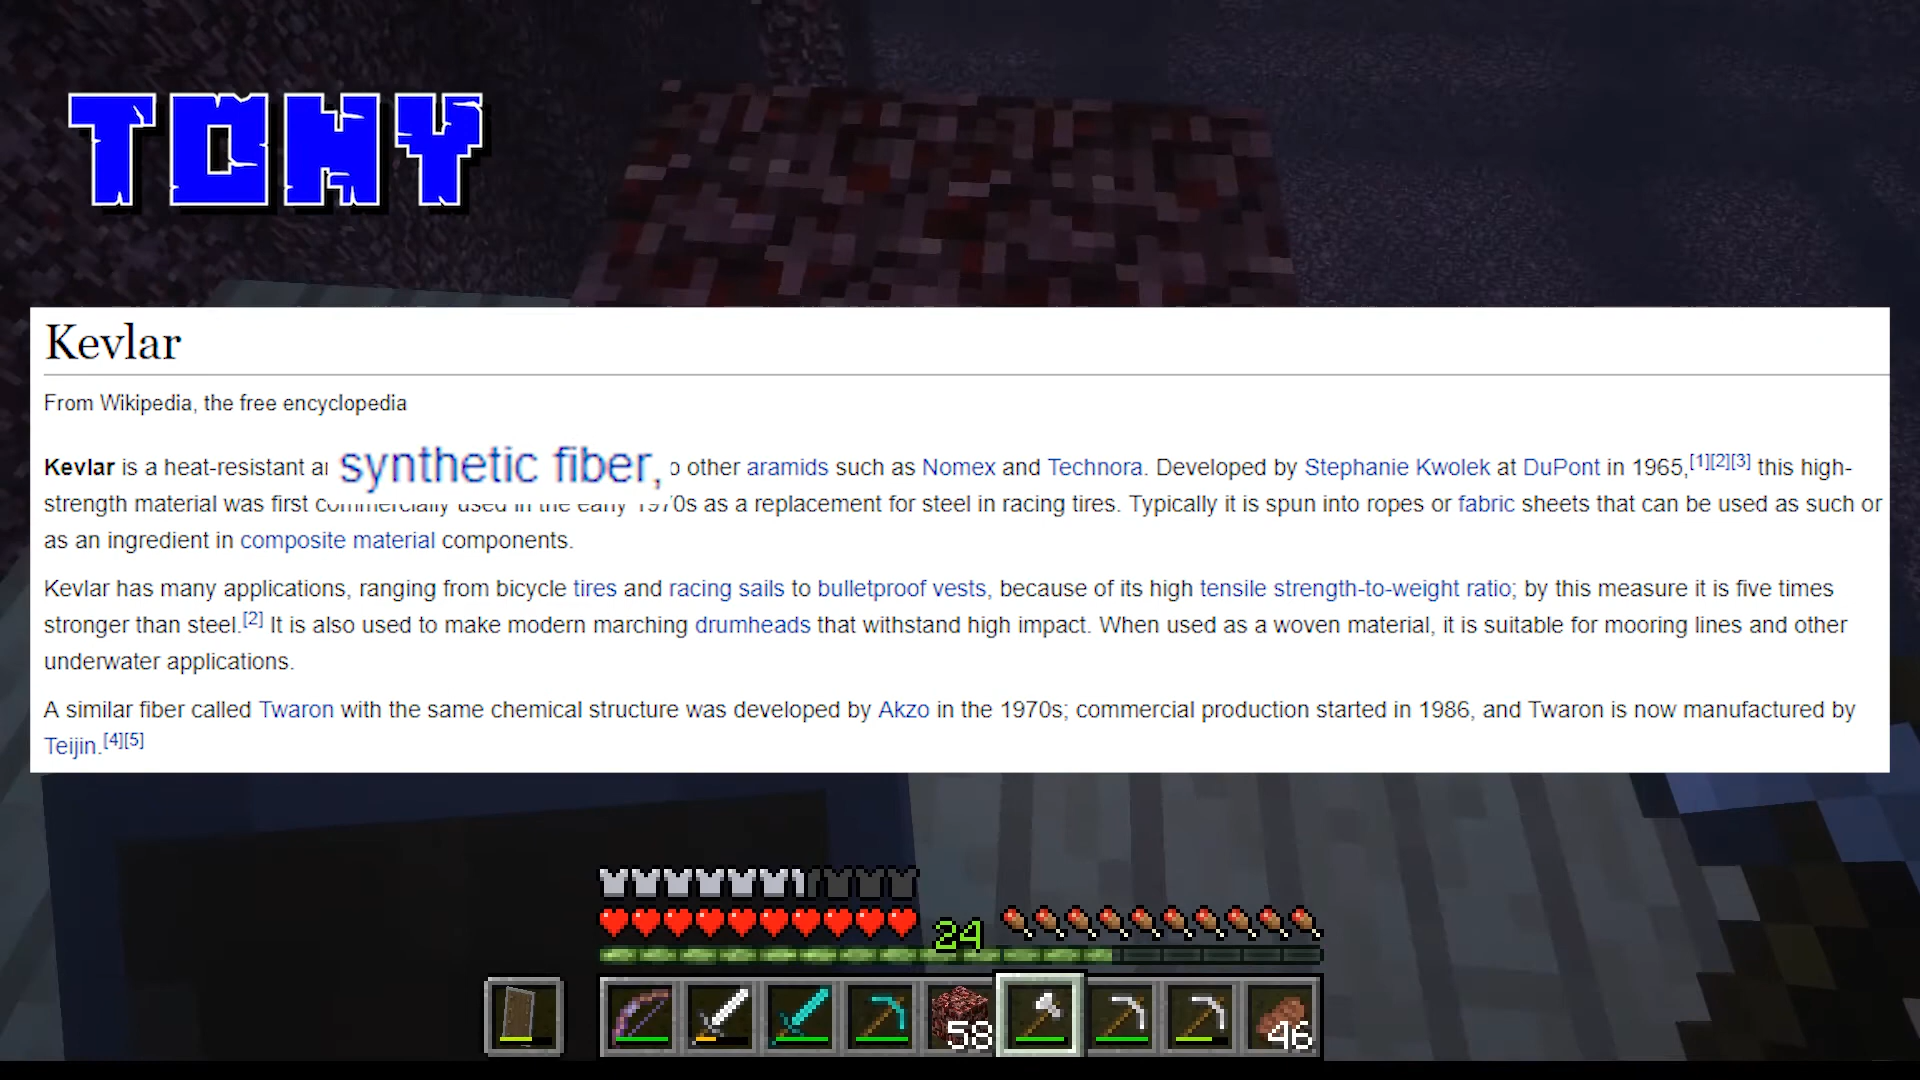 TONY
Kevlar
From Wikipedia, the free encyclopedia
Kevlar is a heat-resistant synthetic fiber, other aramids such as Nomex and Technora. Developed by Stephanie Kwolek at DuPont in 1965,[1][2][3] this high-
strength material was first commercially used in the early 1970s as a replacement for steel in racing tires. Typically it is spun into ropes or fabric sheets that can be used as such or
as an ingredient in composite material components.
Kevlar has many applications, ranging from bicycle tires and racing sails to bulletproof vests, because of its high tensile strength-to-weight ratio; by this measure it is five times
stronger than steel.[2] It is also used to make modern marching drumheads that withstand high impact. When used as a woven material, it is suitable for mooring lines and other
underwater applications.
A similar fiber called Twaron with the same chemical structure was developed by Akzo in the 1970s; commercial production started in 1986, and Twaron is now manufactured by
Teijin.[4][5]
24
58
46